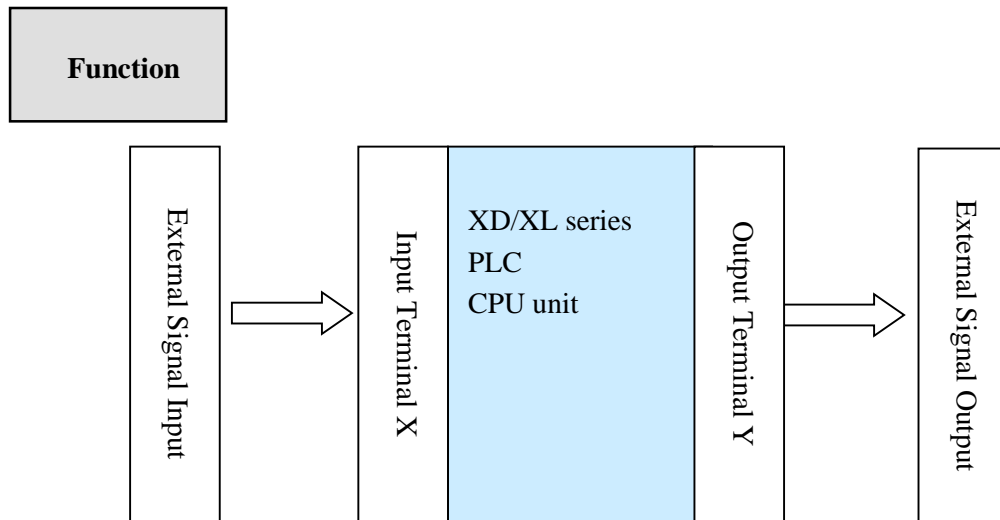 Function
External Signal Input
Input Terminal X
XD/XL series
PLC
CPU unit
Output Terminal Y
External Signal Output